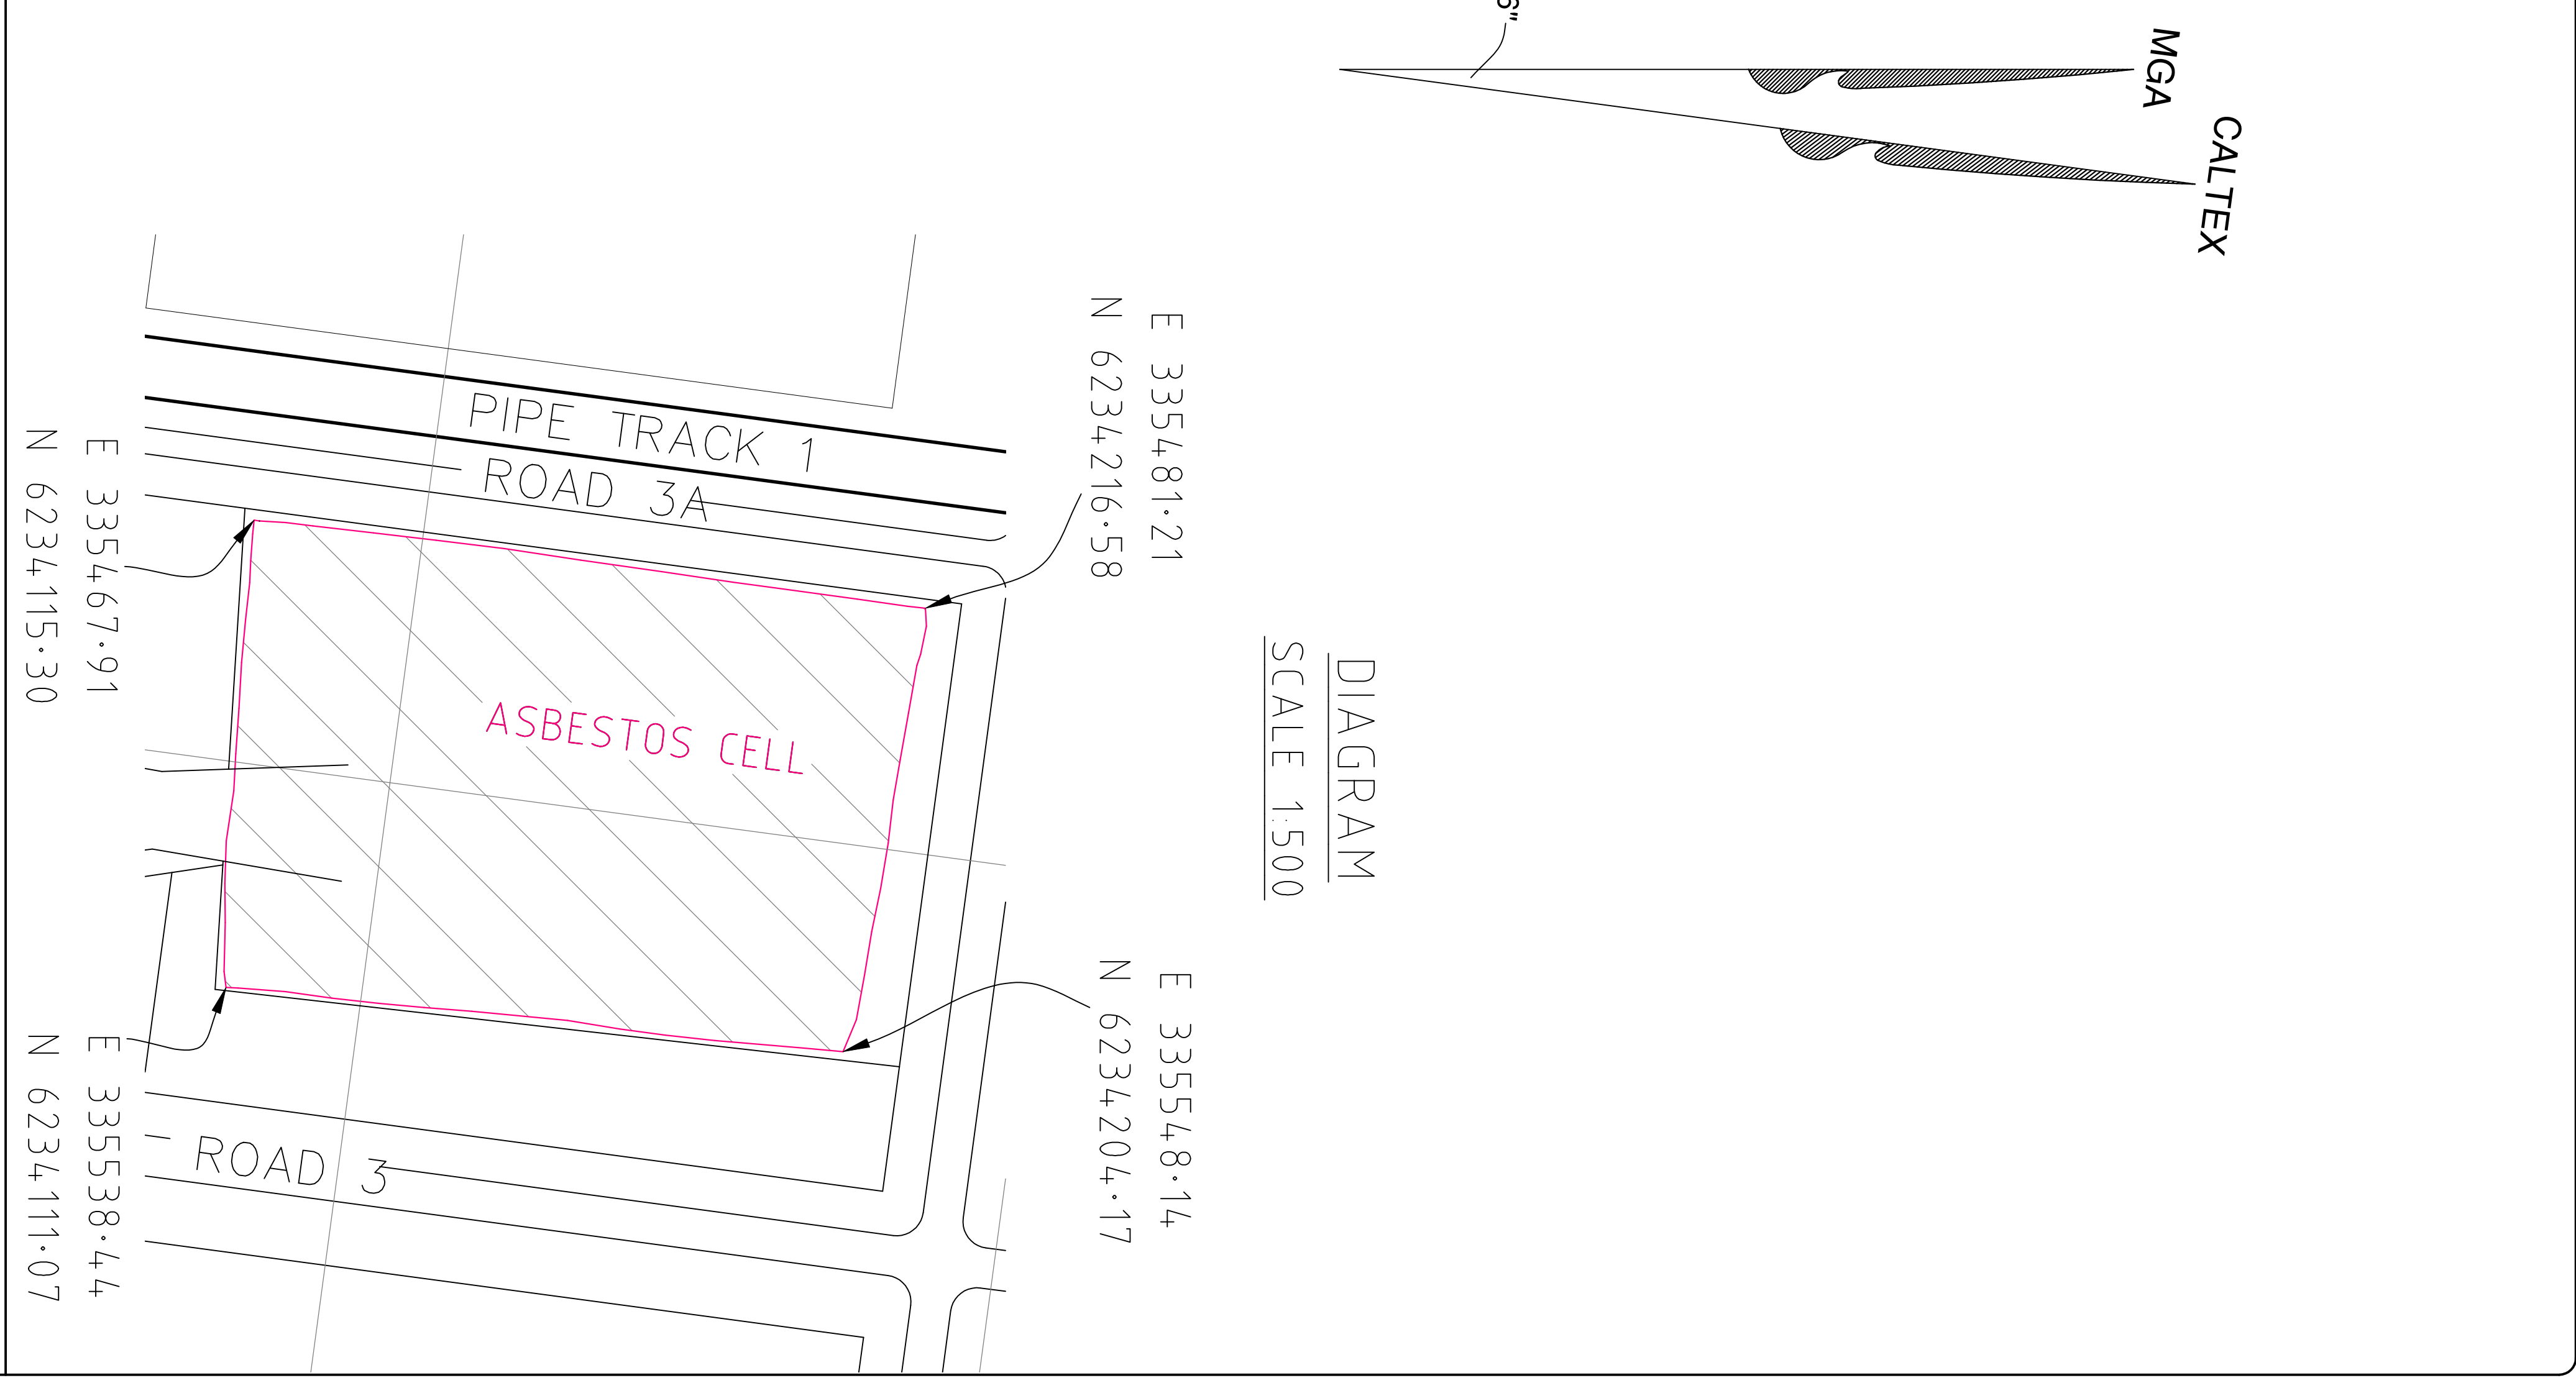 MGA
CALTEX
6"
DIAGRAM
SCALE 1:500
E 335481·21
N 6234216·58
E 335548·14
N 6234204·17
PIPE TRACK 1
ROAD 3A
ASBESTOS CELL
ROAD 3
E 335467·91
N 6234115·30
E 335538·44
N 6234111·07